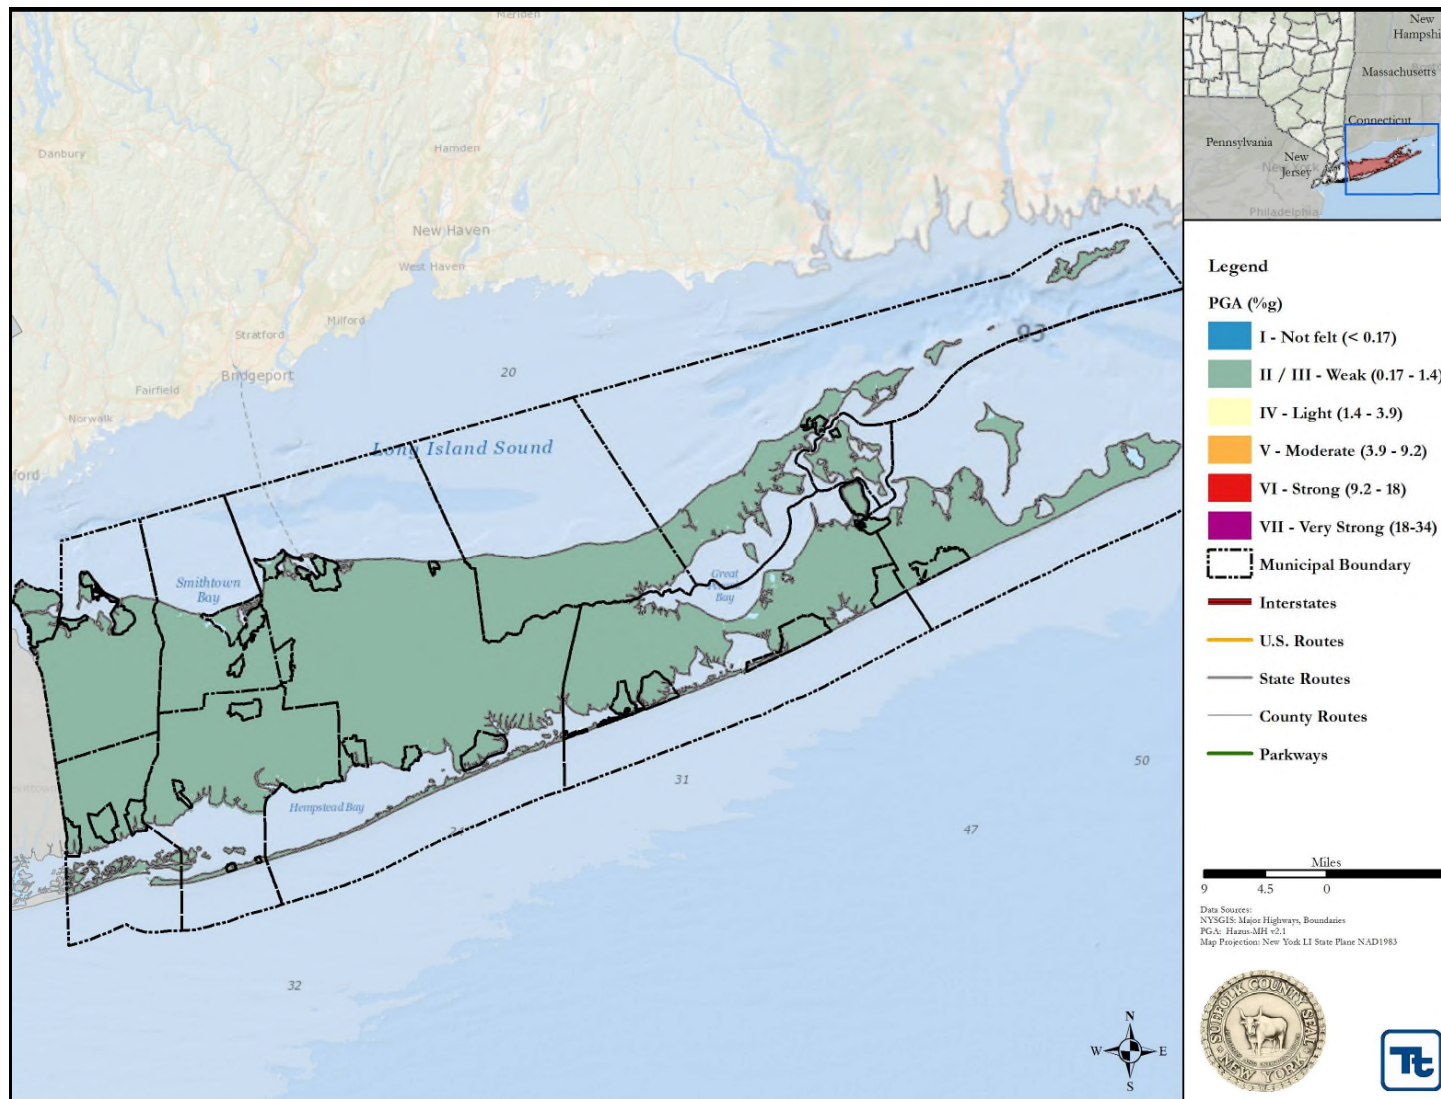 Meriden
Danbury
Hamden
New Haven
West Haven
Milford
Stratford
Bridgeport
Fairfield
Norwalk
20
93
Long Island Sound
Smithtown
Bay
Great
Bay
Hempstead Bay
31
50
47
32
N
W E
S
New
Hampshi
Massachusetts
Connecticut
Pennsylvania
New
Jersey
New York
Philadelphia
Legend
PGA (%g)
I - Not felt (< 0.17)
II / III - Weak (0.17 - 1.4)
IV - Light (1.4 - 3.9)
V - Moderate (3.9 - 9.2)
VI - Strong (9.2 - 18)
VII - Very Strong (18-34)
Municipal Boundary
Interstates
U.S. Routes
State Routes
County Routes
Parkways
Miles
9 4.5 0
Data Sources:
NYSGIS: Major Highways, Boundaries
PGA: Hazus-MH v2.1
Map Projection: New York LI State Plane NAD1983
SUFFOLK COUNTY SEAL
NEW YORK
Tt